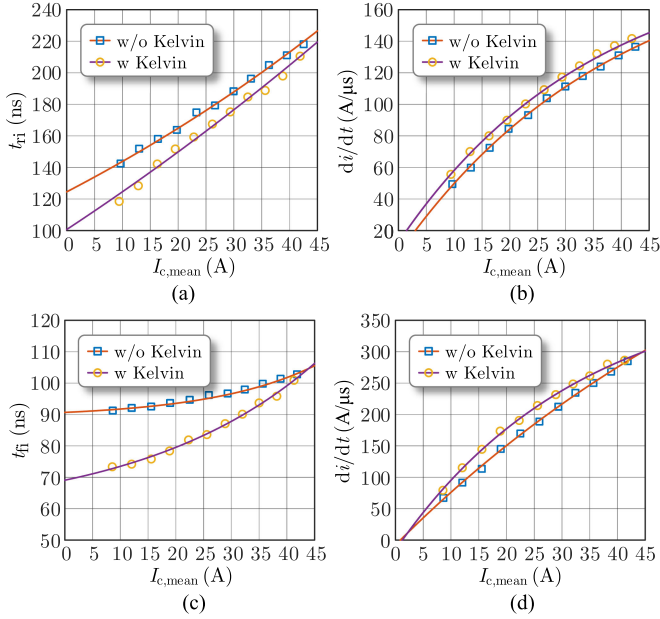 240
220
200
180
160
140
120
100
t_ri (ns)
w/o Kelvin
w Kelvin
0 5 10 15 20 25 30 35 40 45
I_c,mean (A)
(a)
160
140
120
100
80
60
40
20
di/dt (A/µs)
w/o Kelvin
w Kelvin
0 5 10 15 20 25 30 35 40 45
I_c,mean (A)
(b)
120
110
100
90
80
70
60
50
t_fi (ns)
w/o Kelvin
w Kelvin
0 5 10 15 20 25 30 35 40 45
I_c,mean (A)
(c)
350
300
250
200
150
100
50
0
di/dt (A/µs)
w/o Kelvin
w Kelvin
0 5 10 15 20 25 30 35 40 45
I_c,mean (A)
(d)